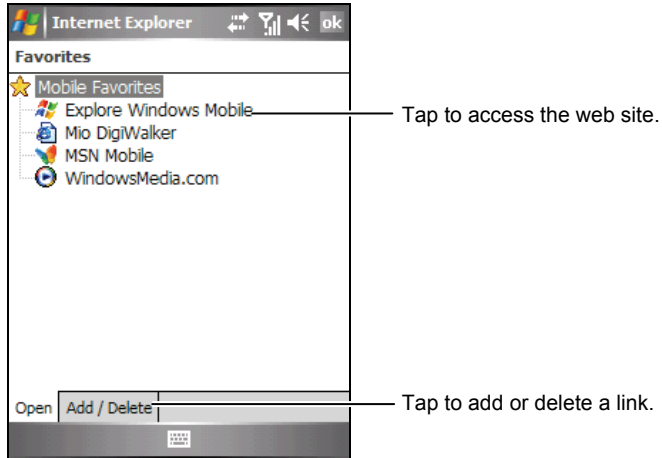 Internet Explorer ok
Favorites
Mobile Favorites
Explore Windows Mobile
Tap to access the web site.
Mio DigiWalker
MSN Mobile
WindowsMedia.com
Open Add / Delete
Tap to add or delete a link.